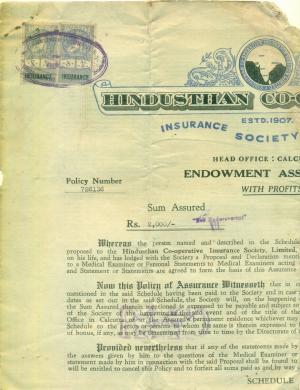 INSURANCE INSURANCE
HINDUSTHAN CO-O
ESTD. 1907.
INSURANCE SOCIETY
HEAD OFFICE : CALC
ENDOWMENT ASS
WITH PROFITS
Policy Number
Sum Assured
Rs. 2,000/-
Whereas the person named and described in the Schedule
proposed to the Hindusthan Co-operative Insurance Society, Limited,
on his life, and has lodged with the Society a Proposal and Declaration
to a Medical Examiner or Personal Statements to Medical Examiners acting
and Statement or Statements are agreed to form the basis of this Assurance
Now this Policy of Assurance Witnesseth that in
mentioned in the said Schedule having been paid to the Society and in case
dates as set out in the said Schedule, the Society will, on the happening
the Sum Assured therein mentioned is expressed to be payable and subject
of the Society of the happening of the event and of the title of the
Office in Calcutta to the Assured's permanent residence whichever may
Schedule to the person or persons to whom the same is therein expressed to
of bonus, if any, as may from time to time by the Directors of
Provided nevertheless that if any of the statements made by
the answers given by him to the questions of the Medical Examiner or
statement made by him in connection with the said Proposal shall be found to
will be entitled to cancel this Policy and to forfeit all sums paid and by way
SCHEDULE